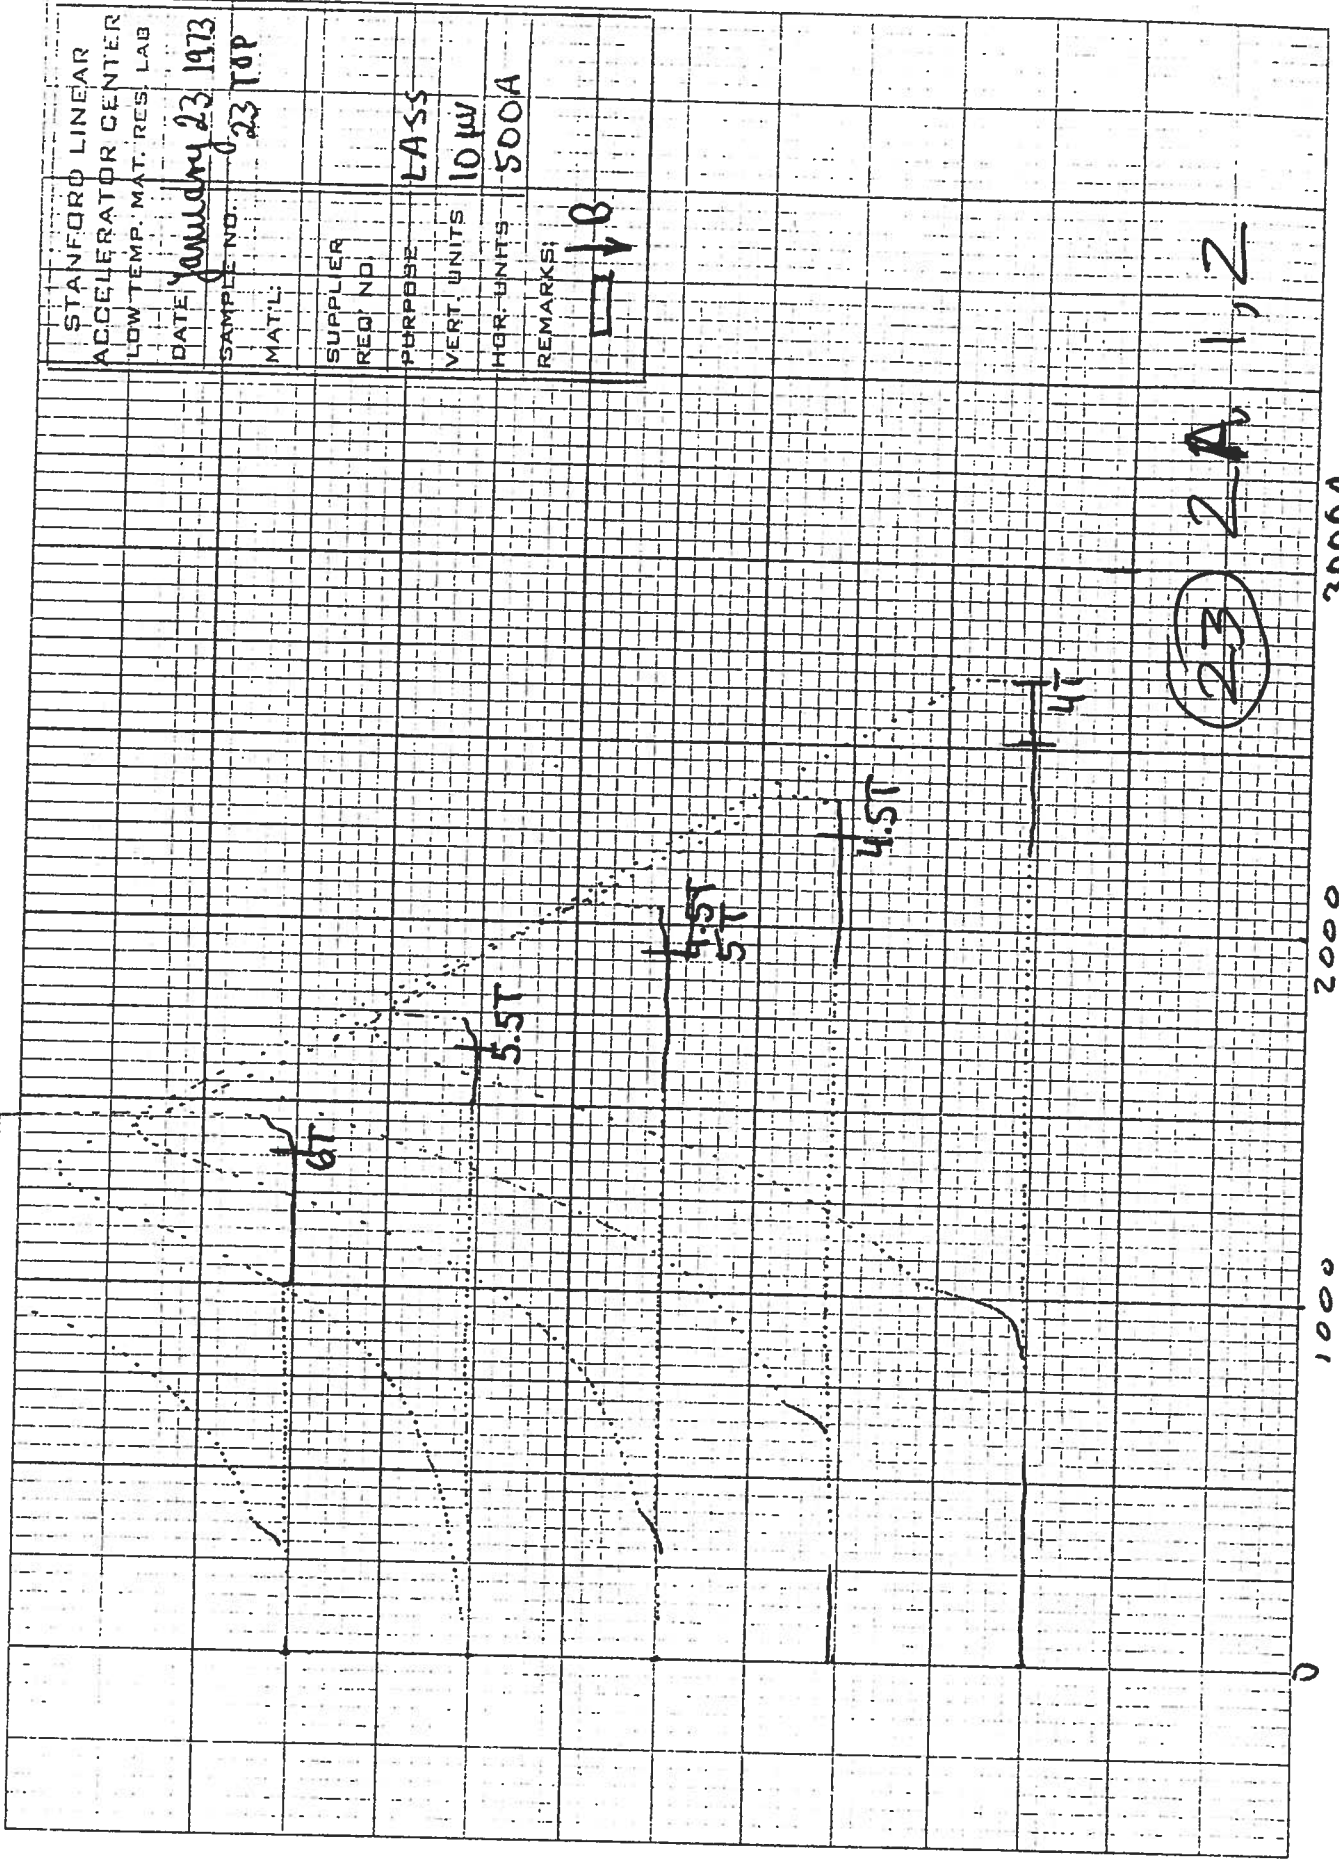 STANFORD LINEAR
ACCELERATOR CENTER
LOW TEMP. MAT. RES. LAB
DATE January 23 1973
SAMPLE NO. 23 TOP
MAT'L:
SUPPLIER
REQ' NO.
PURPOSE LASS
VERT. UNITS 10 μV
HOR. UNITS 500A
REMARKS:
B
6T
5.5T
4.5T
5T
4.5T
4T
23 2-A 1,2
0
1000
2000
3000A